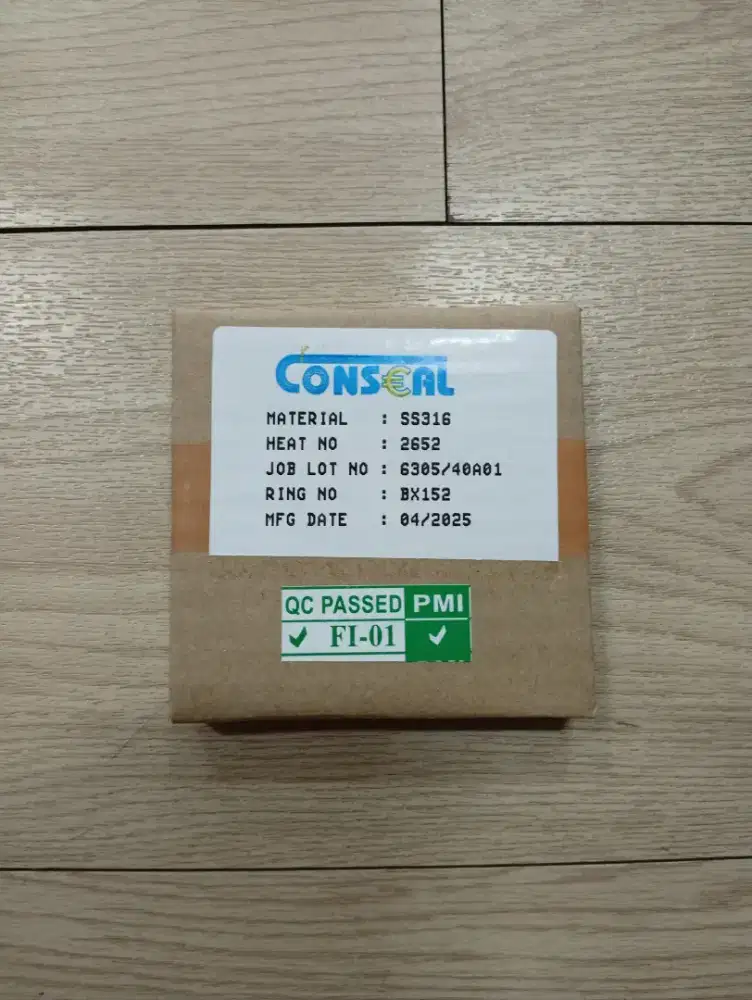 CONSEAL
MATERIAL : SS316
HEAT NO : 2652
JOB LOT NO : 6305/40A01
RING NO : BX152
MFG DATE : 04/2025
QC PASSED PMI
✓ FI-01 ✓